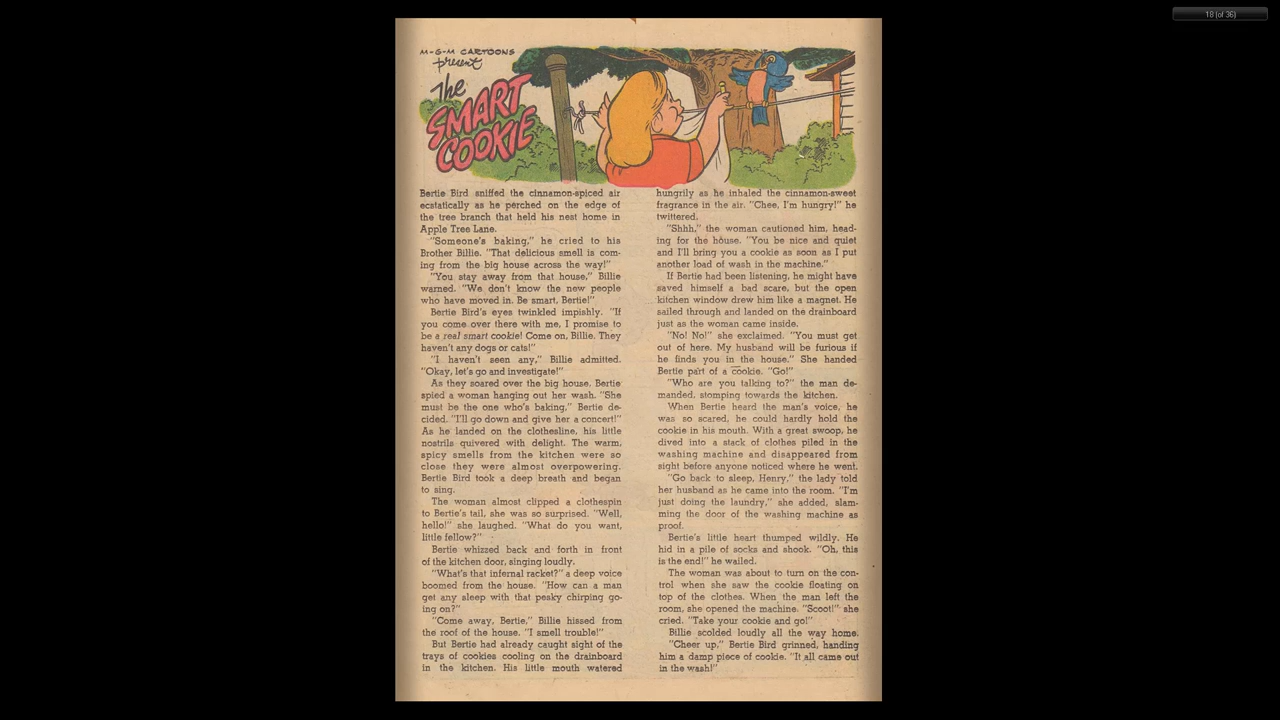 18 (of 36)
M-G-M CARTOONS
present
The
SMART
COOKIE
Bertie Bird sniffed the cinnamon-spiced air
ecstatically as he perched on the edge of
the tree branch that held his nest home in
Apple Tree Lane.
"Someone's baking," he cried to his
Brother Billie. "That delicious smell is com-
ing from the big house across the way!"
"You stay away from that house," Billie
warned. "We don't know the new people
who have moved in. Be smart, Bertie!"
Bertie Bird's eyes twinkled impishly. "If
you come over there with me, I promise to
be a real smart cookie! Come on, Billie. They
haven't any dogs or cats!"
"I haven't seen any," Billie admitted.
"Okay, let's go and investigate!"
As they soared over the big house, Bertie
spied a woman hanging out her wash. "She
must be the one who's baking," Bertie de-
cided. "I'll go down and give her a concert!"
As he landed on the clothesline, his little
nostrils quivered with delight. The warm,
spicy smells from the kitchen were so
close they were almost overpowering.
Bertie Bird took a deep breath and began
to sing.
The woman almost clipped a clothespin
to Bertie's tail, she was so surprised. "Well,
hello!" she laughed. "What do you want,
little fellow?"
Bertie whizzed back and forth in front
of the kitchen door, singing loudly.
"What's that infernal racket?" a deep voice
boomed from the house. "How can a man
get any sleep with that pesky chirping go-
ing on?"
"Come away, Bertie," Billie hissed from
the roof of the house. "I smell trouble!"
But Bertie had already caught sight of the
trays of cookies cooling on the drainboard
in the kitchen. His little mouth watered
hungrily as he inhaled the cinnamon-sweet
fragrance in the air. "Chee, I'm hungry!" he
twittered.
"Shhh," the woman cautioned him, head-
ing for the house. "You be nice and quiet
and I'll bring you a cookie as soon as I put
another load of wash in the machine."
If Bertie had been listening, he might have
saved himself a bad scare, but the open
kitchen window drew him like a magnet. He
sailed through and landed on the drainboard
just as the woman came inside.
"No! No!" she exclaimed. "You must get
out of here. My husband will be furious if
he finds you in the house." She handed
Bertie part of a cookie. "Go!"
"Who are you talking to?" the man de-
manded, stomping towards the kitchen.
When Bertie heard the man's voice, he
was so scared, he could hardly hold the
cookie in his mouth. With a great swoop, he
dived into a stack of clothes piled in the
washing machine and disappeared from
sight before anyone noticed where he went.
"Go back to sleep, Henry," the lady told
her husband as he came into the room. "I'm
just doing the laundry," she added, slam-
ming the door of the washing machine as
proof.
Bertie's little heart thumped wildly. He
hid in a pile of socks and shook. "Oh, this
is the end!" he wailed.
The woman was about to turn on the con-
trol when she saw the cookie floating on
top of the clothes. When the man left the
room, she opened the machine. "Scoot!" she
cried. "Take your cookie and go!"
Billie scolded loudly all the way home.
"Cheer up," Bertie Bird grinned, handing
him a damp piece of cookie. "It all came out
in the wash!"